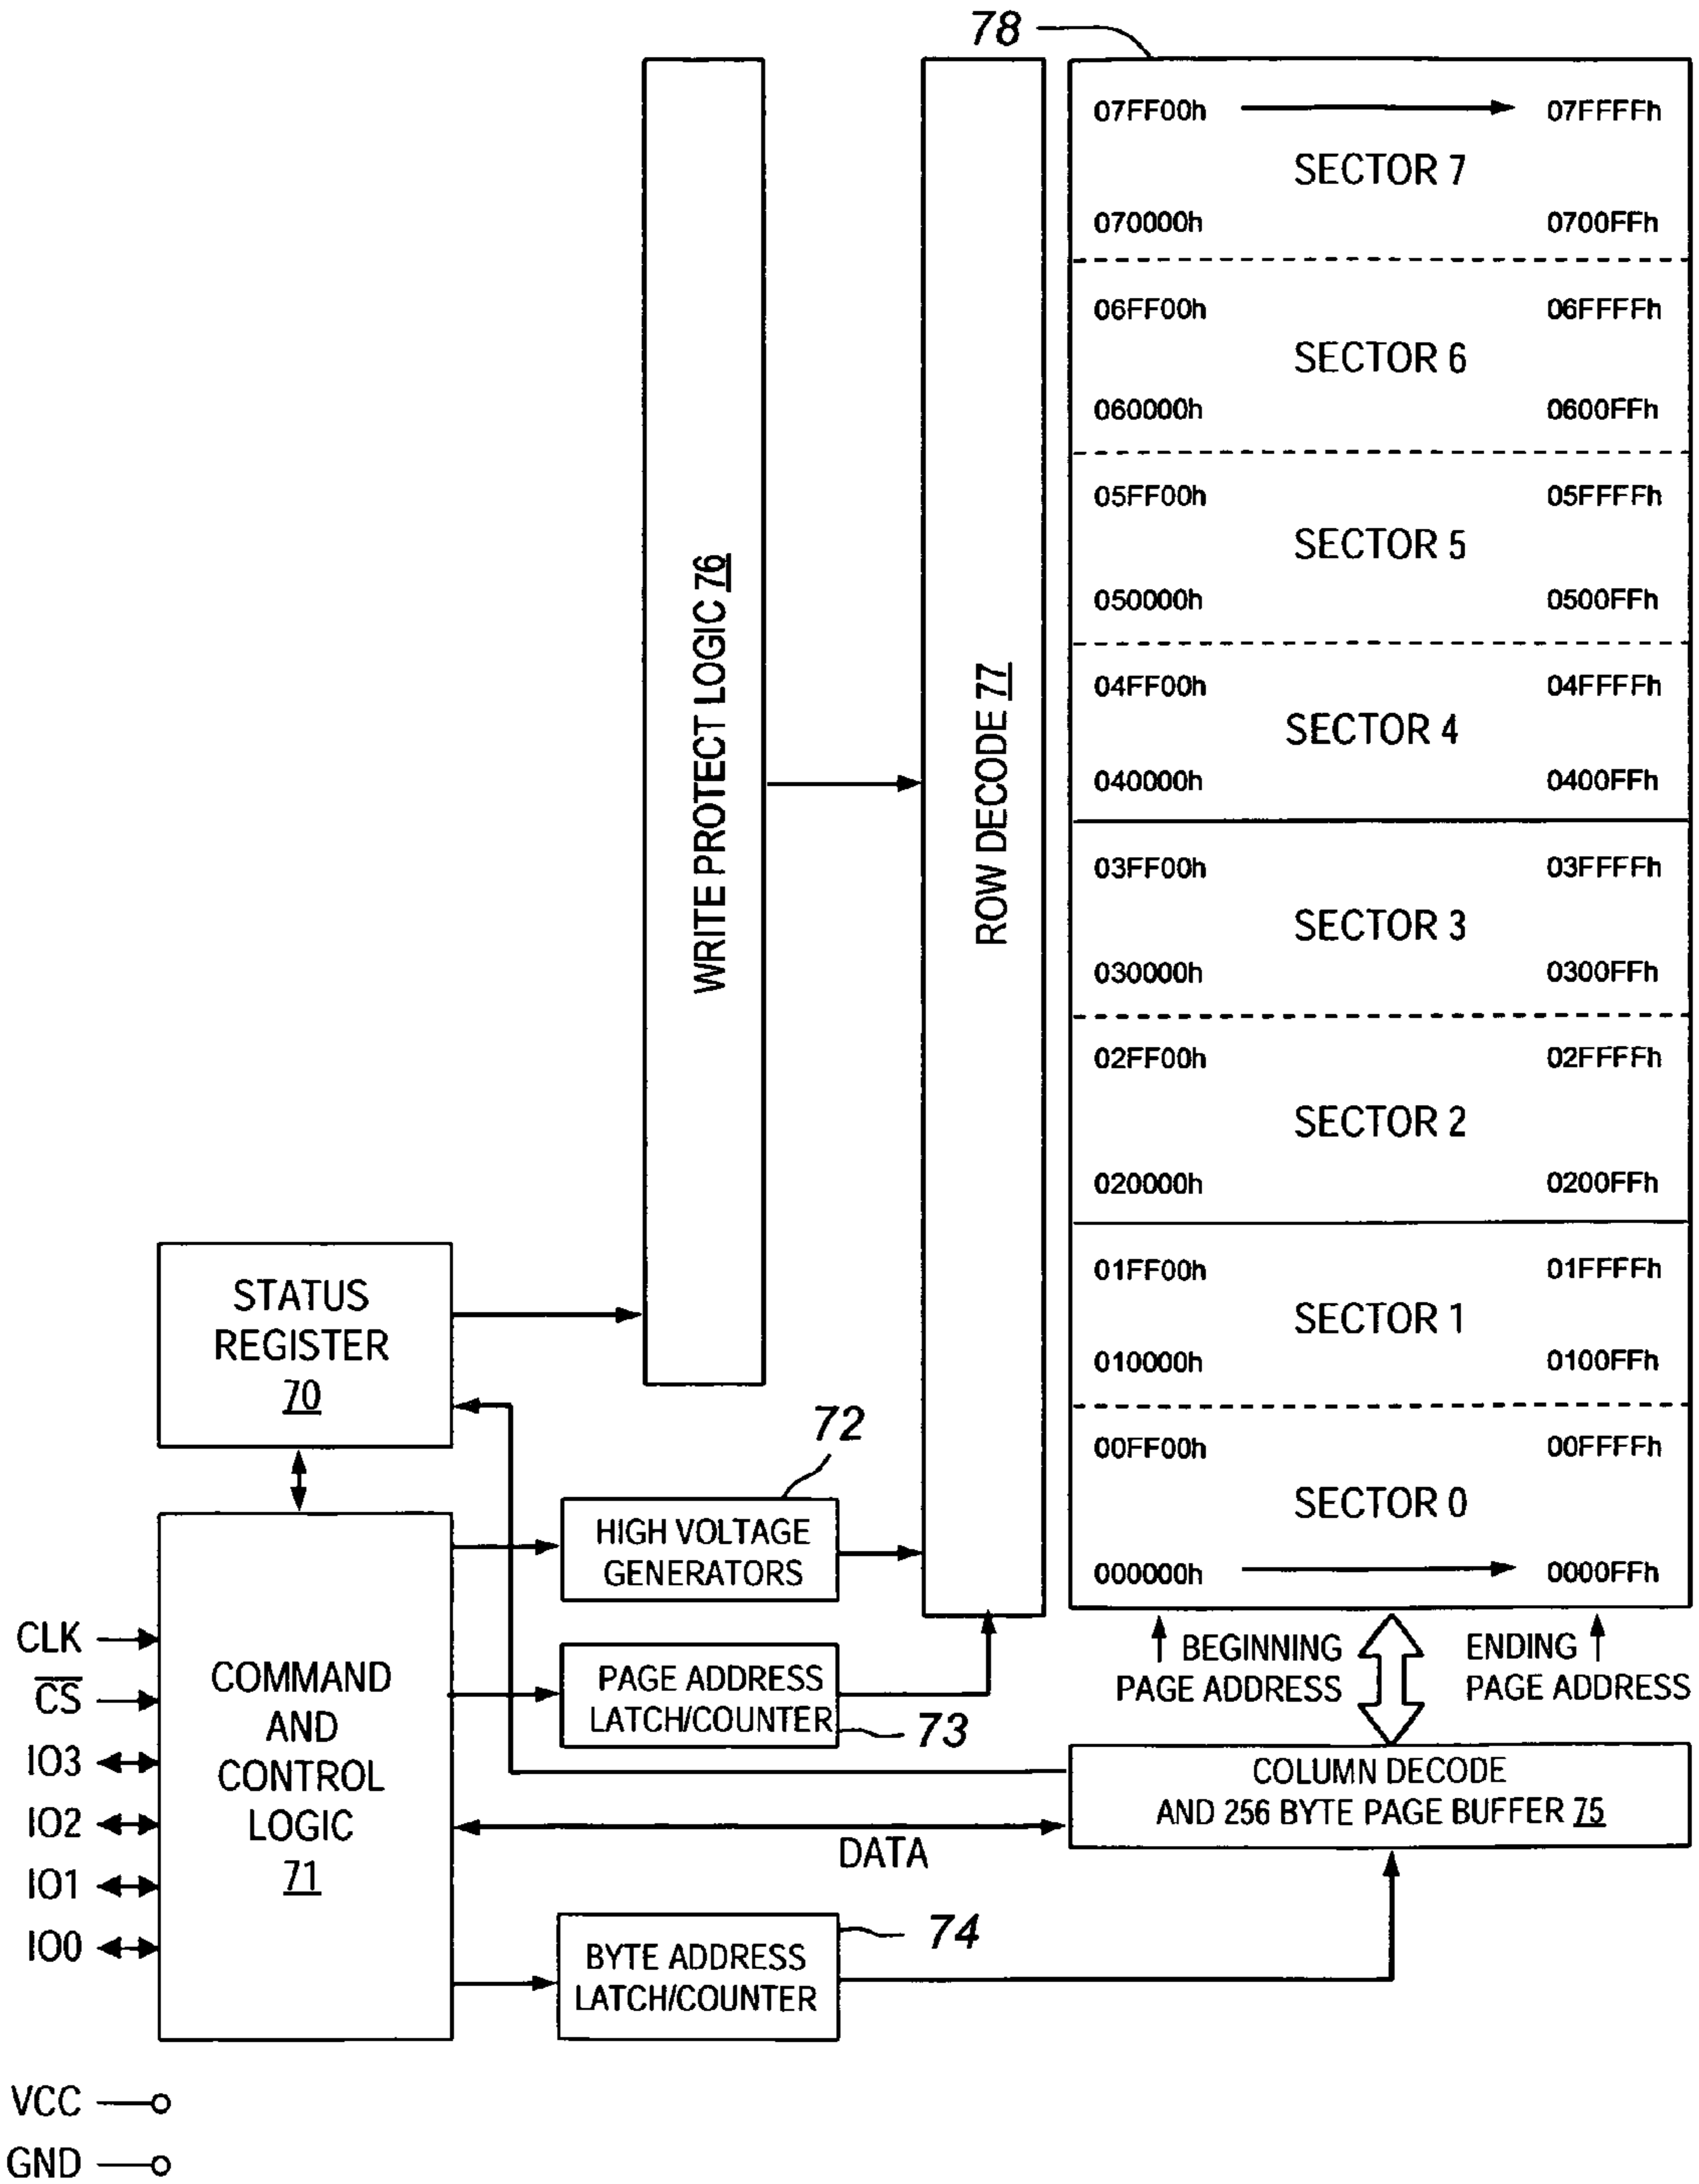 78
07FF00h 07FFFFh
SECTOR 7
070000h 0700FFh
06FF00h 06FFFFh
SECTOR 6
060000h 0600FFh
05FF00h 05FFFFh
SECTOR 5
050000h 0500FFh
04FF00h 04FFFFh
SECTOR 4
040000h 0400FFh
03FF00h 03FFFFh
SECTOR 3
030000h 0300FFh
02FF00h 02FFFFh
SECTOR 2
020000h 0200FFh
01FF00h 01FFFFh
SECTOR 1
010000h 0100FFh
00FF00h 00FFFFh
SECTOR 0
000000h 0000FFh
BEGINNING
PAGE ADDRESS
ENDING
PAGE ADDRESS
WRITE PROTECT LOGIC 76
ROW DECODE 77
STATUS
REGISTER
70
72
HIGH VOLTAGE
GENERATORS
PAGE ADDRESS
LATCH/COUNTER
73
COLUMN DECODE
AND 256 BYTE PAGE BUFFER 75
DATA
74
BYTE ADDRESS
LATCH/COUNTER
COMMAND
AND
CONTROL
LOGIC
71
CLK
CS
IO3
IO2
IO1
IO0
VCC
GND